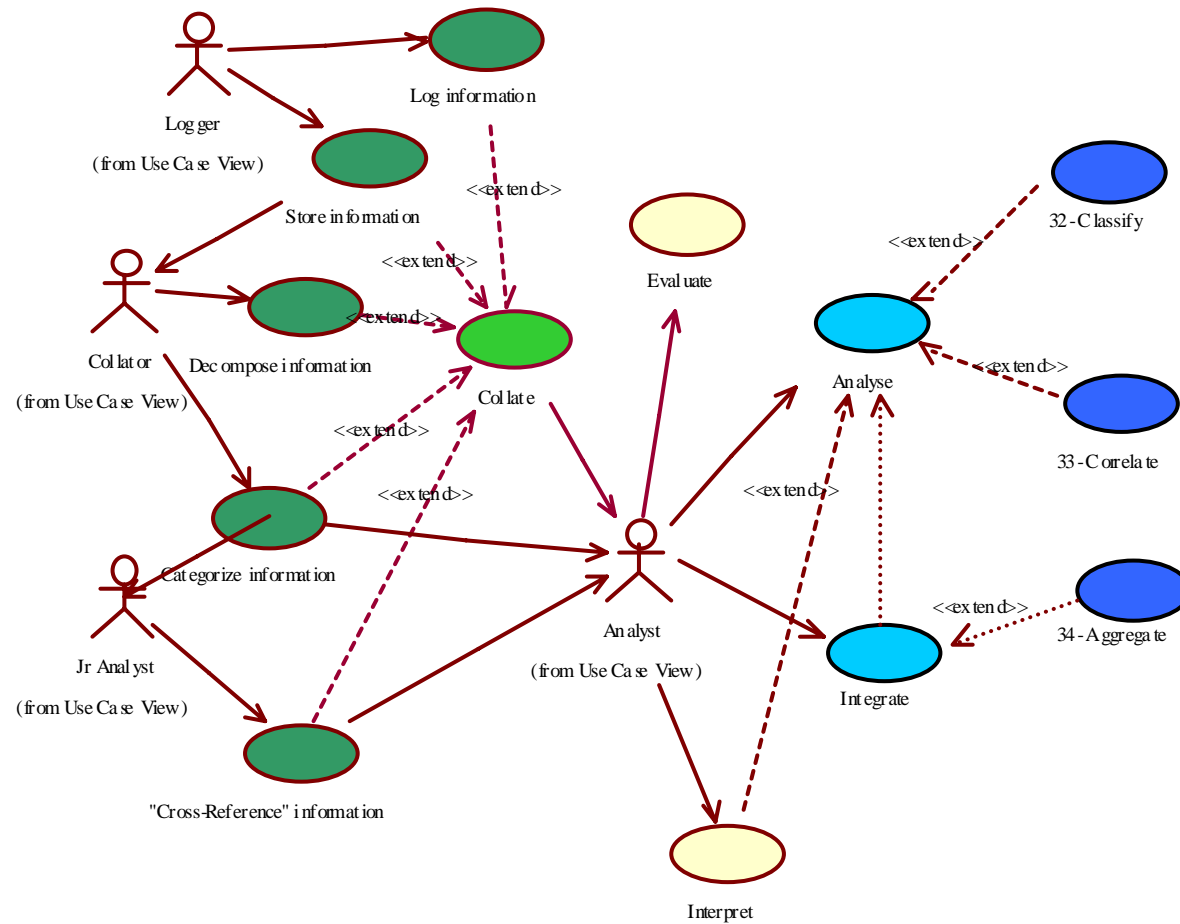 Log information
Logger
(from Use Case View)
<<extend>>
Store information
32-Classify
<<extend>>
<<extend>>
Evaluate
<<extend>>
Collator
Decompose information
(from Use Case View)
Collate
Analyse
<<extend>>
<<extend>>
33-Correlate
<<extend>>
<<extend>>
Categorize information
<<extend>>
34-Aggregate
Jr Analyst
(from Use Case View)
Analyst
(from Use Case View)
Integrate
"Cross-Reference" information
Interpret